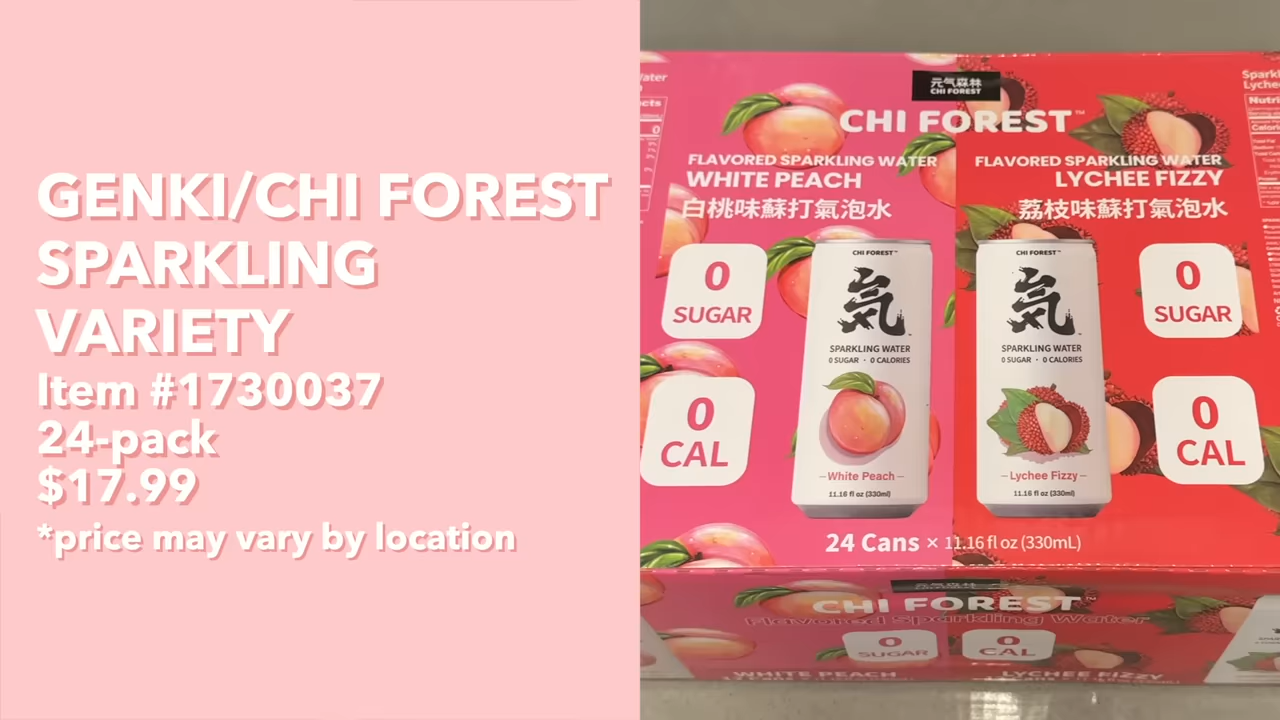 GENKI/CHI FOREST
SPARKLING
VARIETY
Item #1730037
24-pack
$17.99
*price may vary by location
元气森林
CHI FOREST
CHI FOREST™
FLAVORED SPARKLING WATER
WHITE PEACH
白桃味蘇打氣泡水
FLAVORED SPARKLING WATER
LYCHEE FIZZY
荔枝味蘇打氣泡水
0
SUGAR
0
CAL
CHI FOREST™
気
SPARKLING WATER
0 SUGAR · 0 CALORIES
White Peach
11.16 fl oz (330ml)
CHI FOREST™
気
SPARKLING WATER
0 SUGAR · 0 CALORIES
Lychee Fizzy
11.16 fl oz (330ml)
0
SUGAR
0
CAL
24 Cans × 11.16 fl oz (330mL)
CHI FOREST™
Flavored Sparkling Water
0
SUGAR
0
CAL
WHITE PEACH
LYCHEE FIZZY